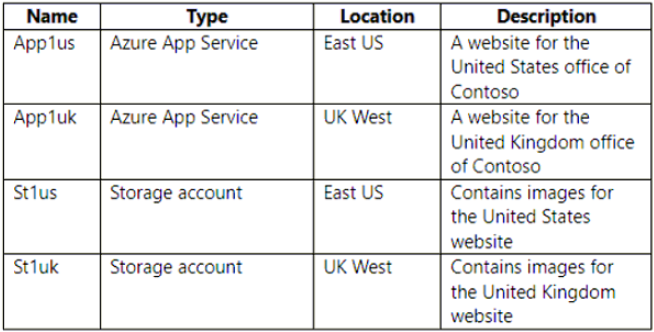 Name Type Location Description
App1us Azure App Service East US A website for the
United States office of
Contoso
App1uk Azure App Service UK West A website for the
United Kingdom office
of Contoso
St1us Storage account East US Contains images for
the United States
website
St1uk Storage account UK West Contains images for
the United Kingdom
website